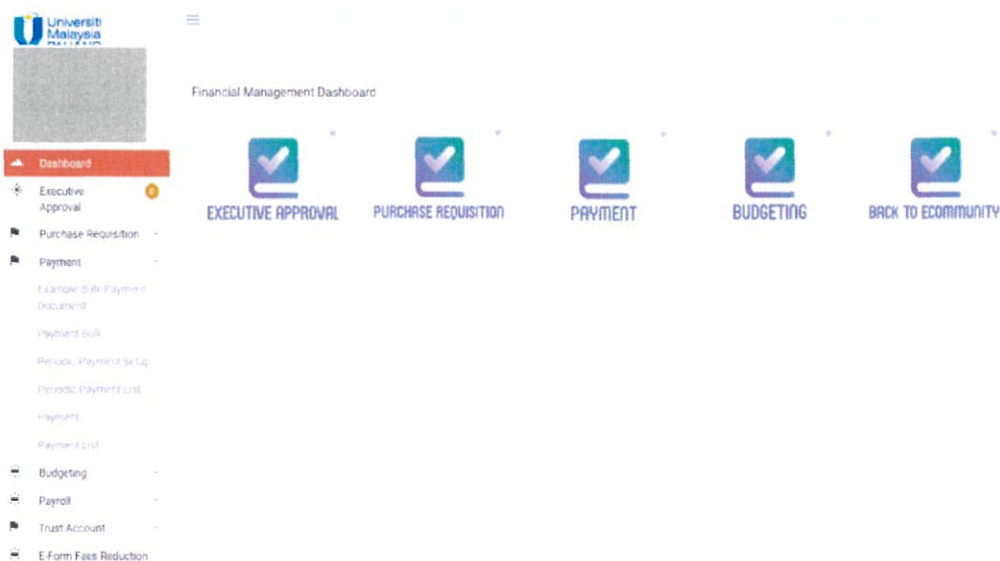 Universiti
Malaysia
PAHANG
Financial Management Dashboard
Dashboard
Executive
Approval
Purchase Requisition
Payment
Example Bulk Payment
Document
Payment Bulk
Periodic Payment Setup
Periodic Payment List
Payment
Payment List
Budgeting
Payroll
Trust Account
E-Form Fees Reduction
EXECUTIVE APPROVAL
PURCHASE REQUISITION
PAYMENT
BUDGETING
BACK TO ECOMMUNITY